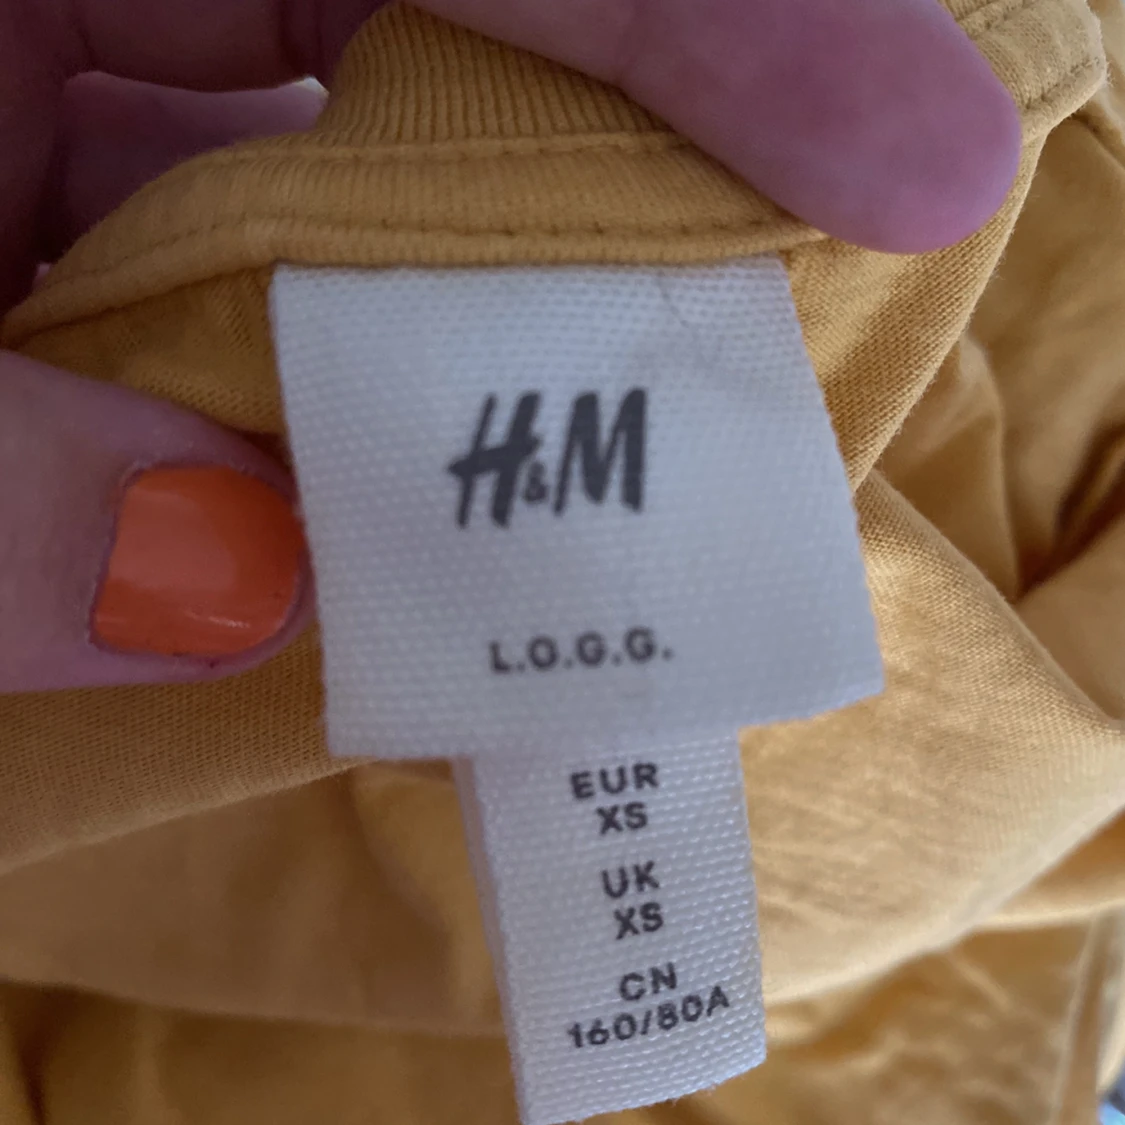 H&M
L.O.G.G.
EUR
XS
UK
XS
CN
160/80A